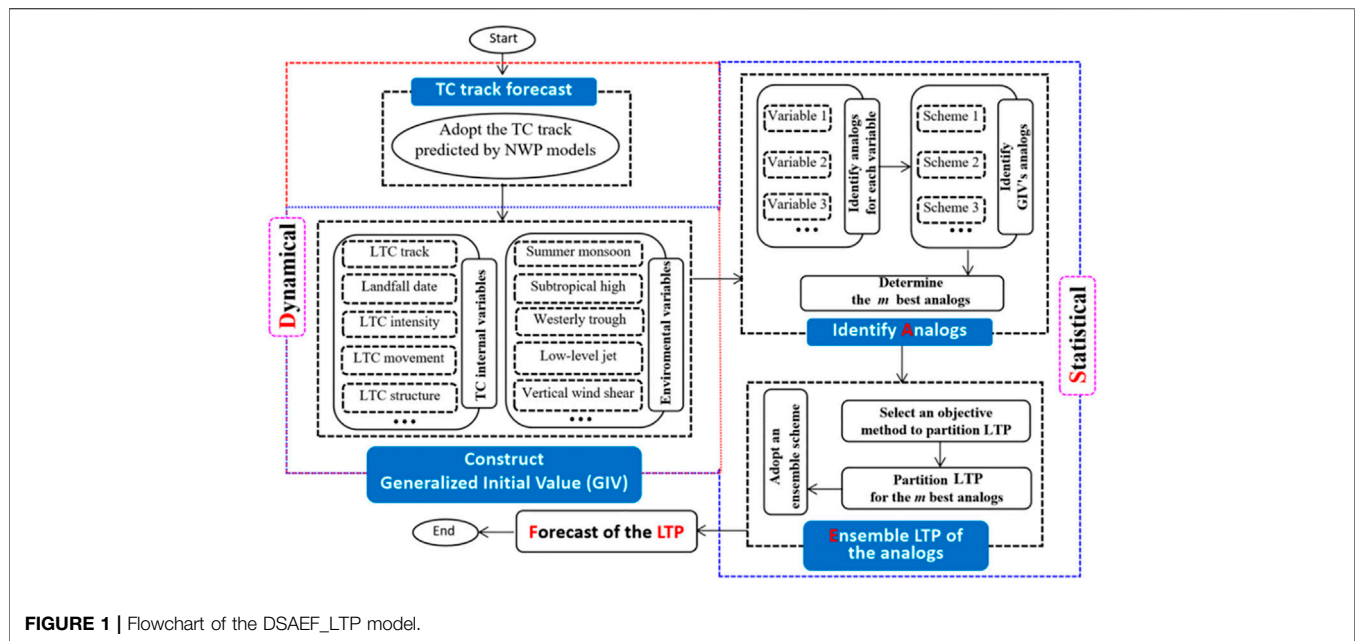 Start
TC track forecast
Adopt the TC track
predicted by NWP models
Dynamical
LTC track
Landfall date
LTC intensity
LTC movement
LTC structure
•••
TC internal variables
Summer monsoon
Subtropical high
Westerly trough
Low-level jet
Vertical wind shear
•••
Enviromental variables
Construct
Generalized Initial Value (GIV)
Variable 1
Variable 2
Variable 3
•••
Identify analogs
for each variable
Scheme 1
Scheme 2
Scheme 3
•••
Identify
GIV's analogs
Determine
the m best analogs
Identify Analogs
Statistical
Select an objective
method to partition LTP
Partition LTP
for the m best analogs
Adopt an
ensemble scheme
Ensemble LTP of
the analogs
Forecast of the LTP
End
FIGURE 1 | Flowchart of the DSAEF_LTP model.